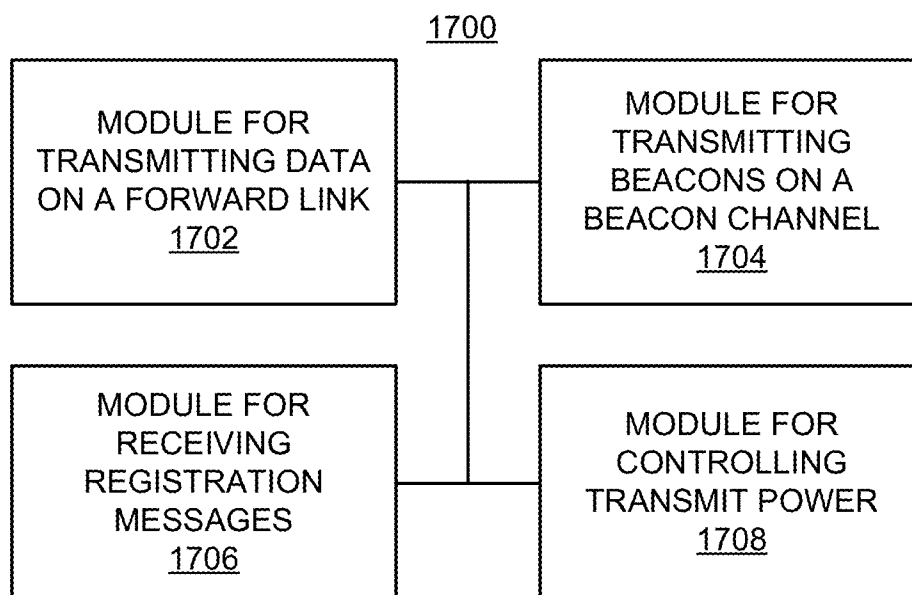 1700
MODULE FOR
TRANSMITTING DATA
ON A FORWARD LINK
1702
MODULE FOR
TRANSMITTING
BEACONS ON A
BEACON CHANNEL
1704
MODULE FOR
RECEIVING
REGISTRATION
MESSAGES
1706
MODULE FOR
CONTROLLING
TRANSMIT POWER
1708